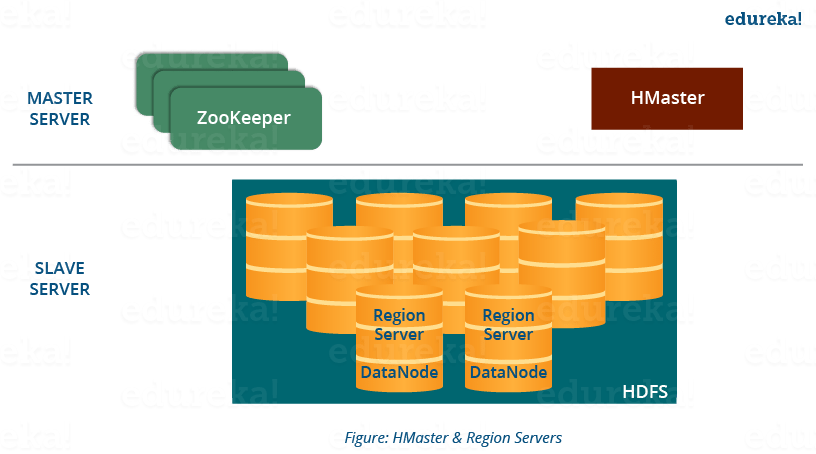 edureka!
MASTER
SERVER
ZooKeeper
HMaster
SLAVE
SERVER
Region
Server
DataNode
Region
Server
DataNode
HDFS
Figure: HMaster & Region Servers